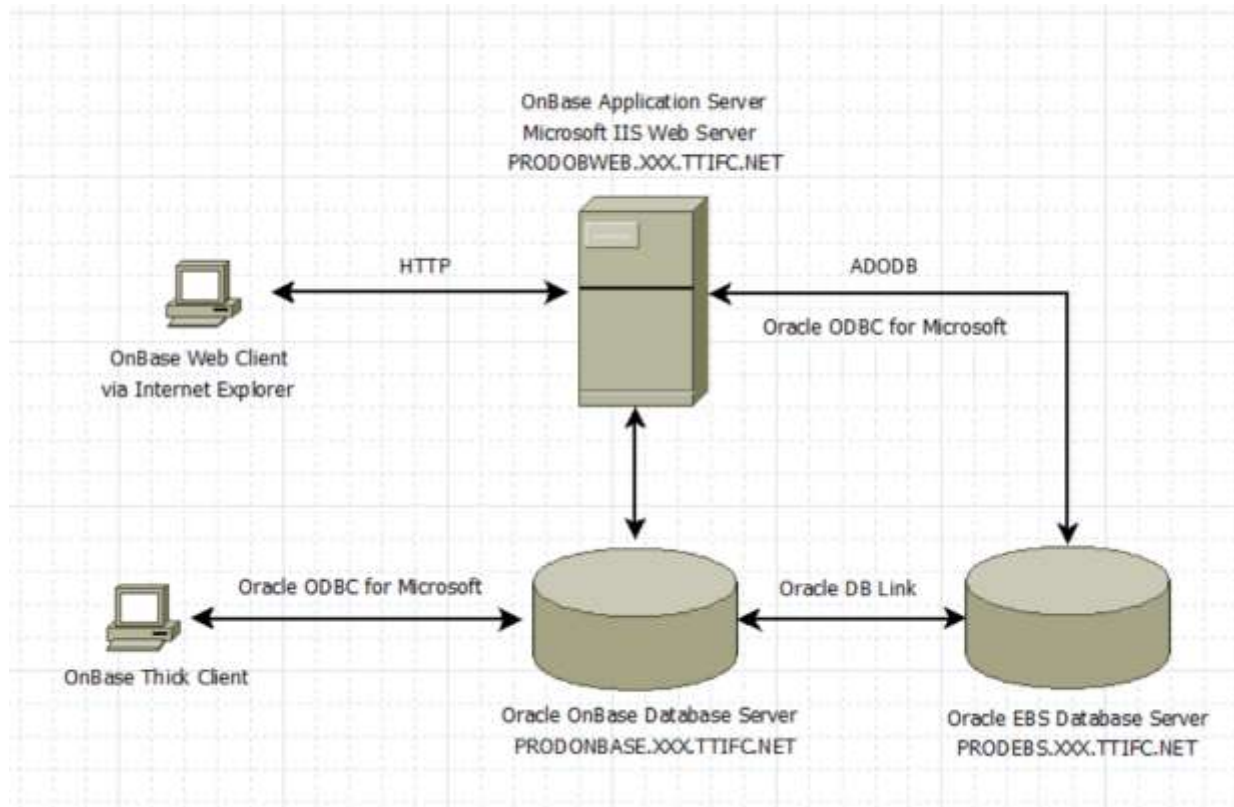 OnBase Application Server
Microsoft IIS Web Server
PRODOBWEB.XXX.TTIFC.NET
HTTP
ADODB
Oracle ODBC for Microsoft
OnBase Web Client
via Internet Explorer
Oracle ODBC for Microsoft
Oracle DB Link
OnBase Thick Client
Oracle OnBase Database Server
PRODONBASE.XXX.TTIFC.NET
Oracle EBS Database Server
PRODEBS.XXX.TTIFC.NET